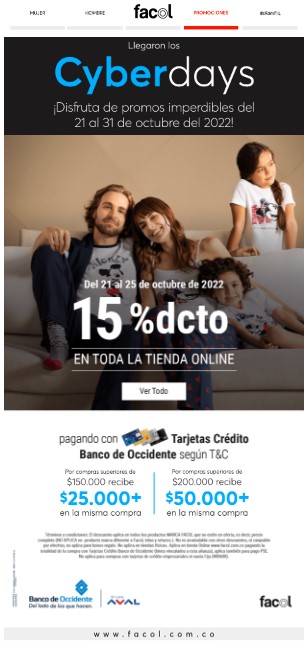 MUJER HOMBRE facol PROMOCIONES INFANTIL
Llegaron los
Cyberdays
¡Disfruta de promos imperdibles del
21 al 31 de octubre del 2022!
Del 21 al 25 de octubre de 2022
15%dcto
EN TODA LA TIENDA ONLINE
Ver Todo
pagando con Tarjetas Crédito
Banco de Occidente según T&C
Por compras superiores de
$150.000 recibe
$25.000+
en la misma compra
Por compras superiores de
$200.000 recibe
$50.000+
en la misma compra
Banco de Occidente
Del lado de los que hacen.
AVAL
facol
www.facol.com.co